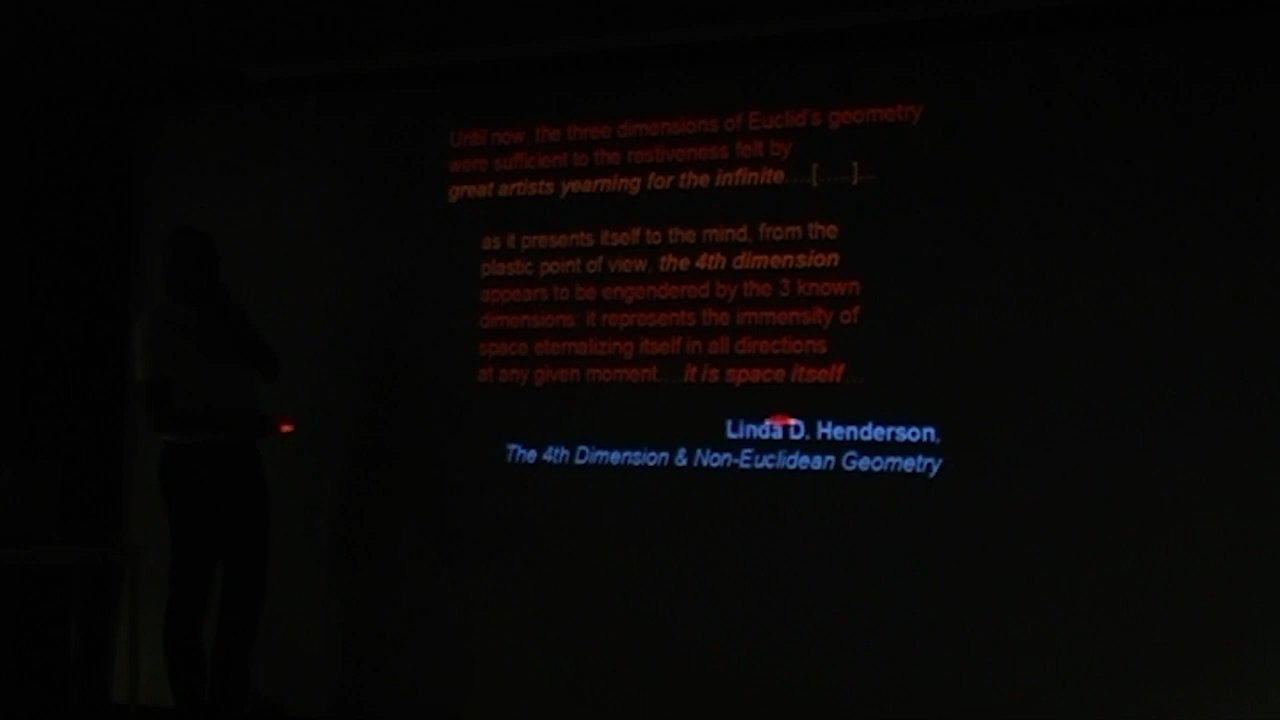 Until now, the three dimensions of Euclid's geometry
were sufficient to the restiveness felt by
great artists yearning for the infinite....[.....]...
as it presents itself to the mind, from the
plastic point of view, the 4th dimension
appears to be engendered by the 3 known
dimensions: it represents the immensity of
space eternalizing itself in all directions
at any given moment....it is space itself...
Linda D. Henderson,
The 4th Dimension & Non-Euclidean Geometry